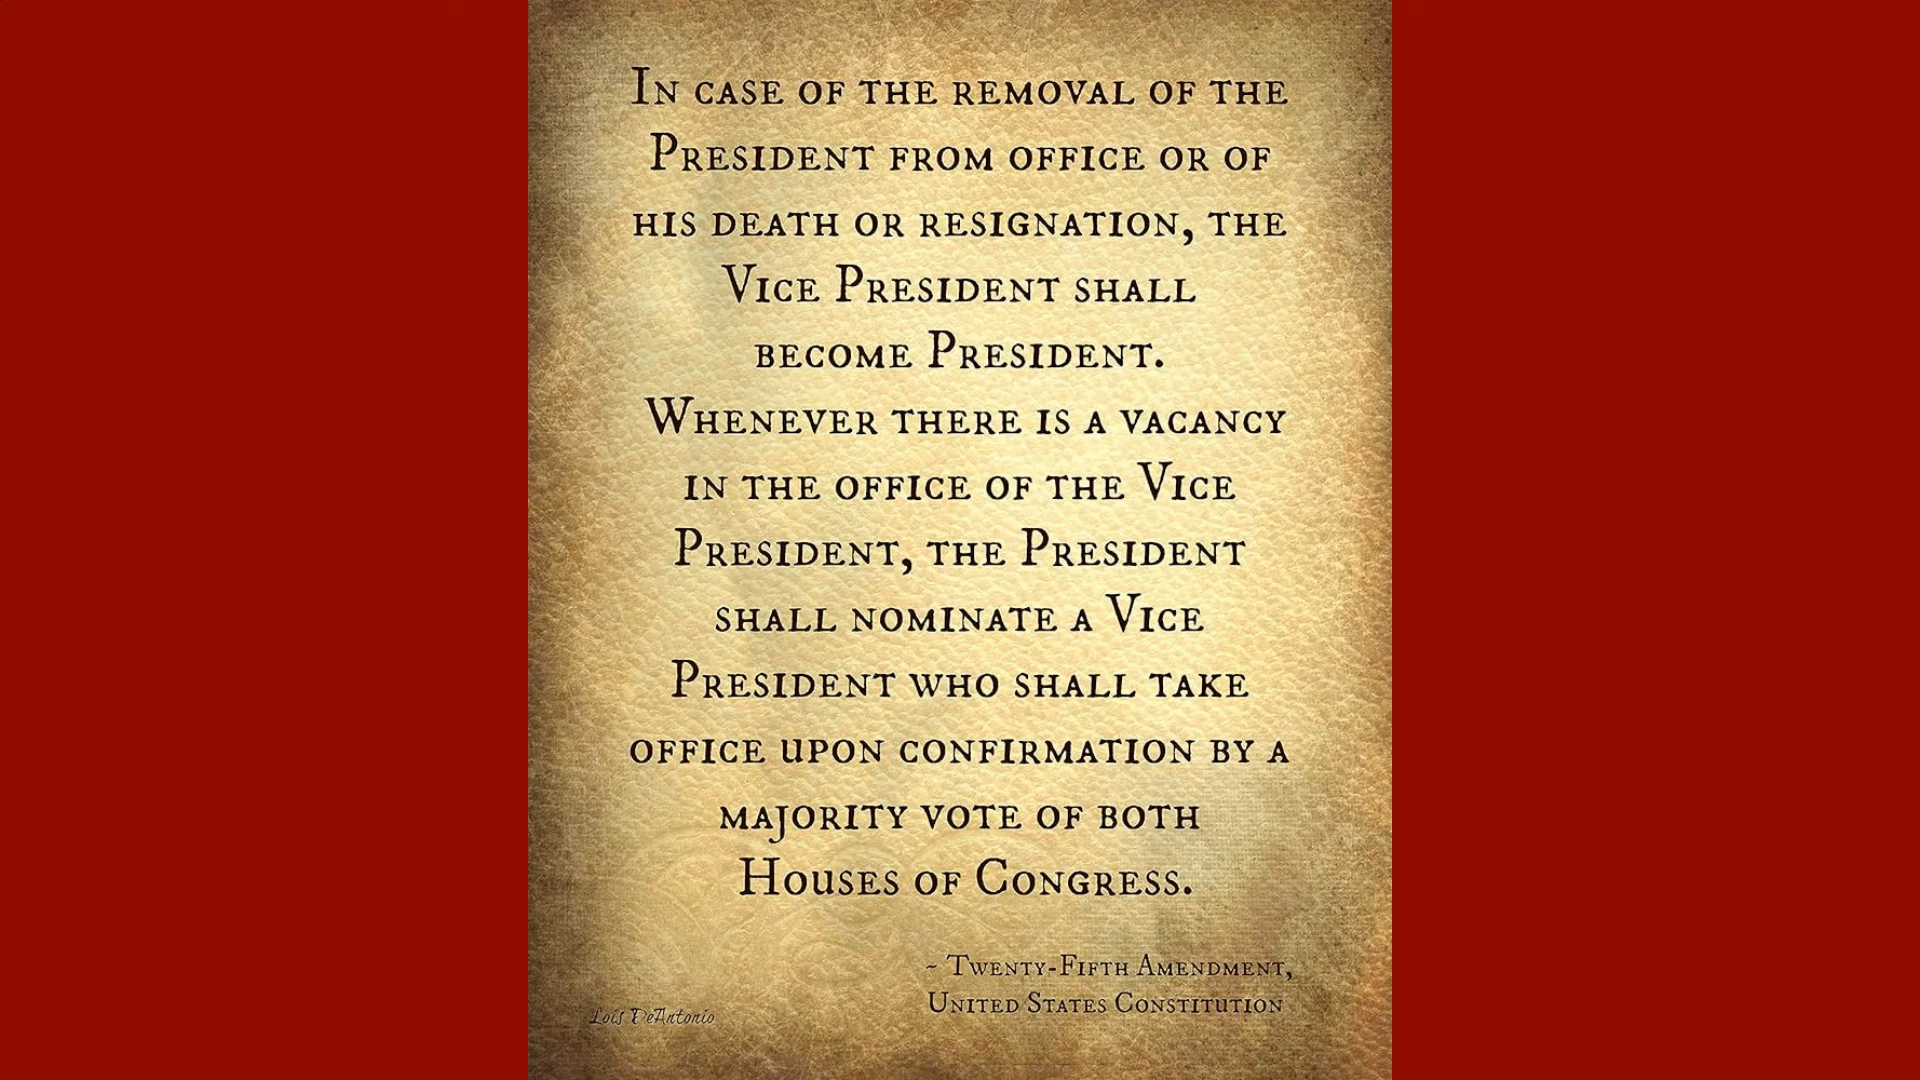 In case of the removal of the
President from office or of
his death or resignation, the
Vice President shall
become President.
Whenever there is a vacancy
in the office of the Vice
President, the President
shall nominate a Vice
President who shall take
office upon confirmation by a
majority vote of both
Houses of Congress.
~ Twenty-Fifth Amendment,
United States Constitution
Lois DeAntonio